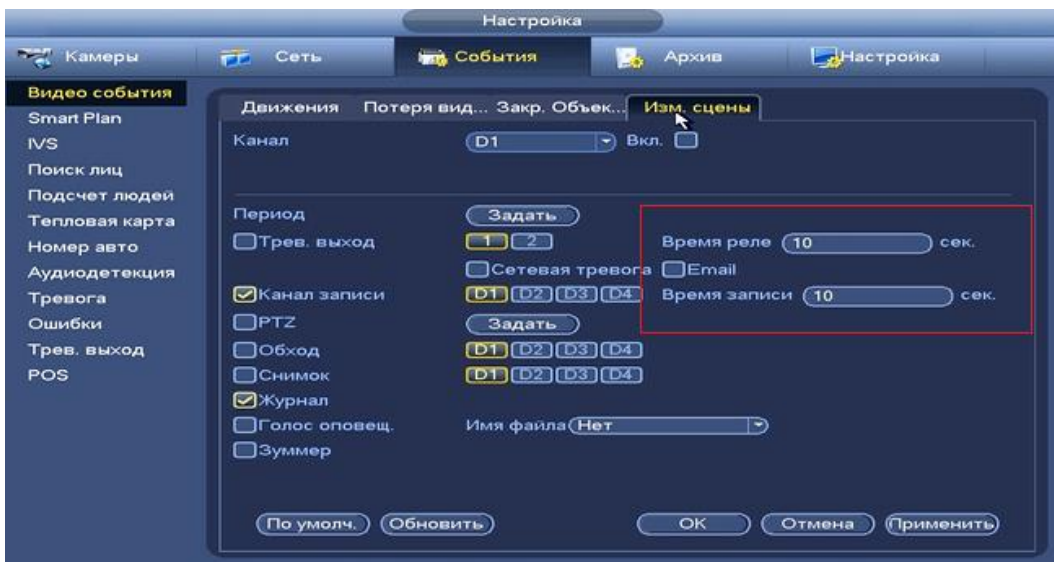 Настройка
Камеры Сеть События Архив Настройка
Видео события
Smart Plan
IVS
Поиск лиц
Подсчет людей
Тепловая карта
Номер авто
Аудиодетекция
Тревога
Ошибки
Трев. выход
POS
Движения Потеря вид... Закр. Объек... Изм. сцены
Канал D1 Вкл.
Период Задать
Трев. выход 1 2 Время реле 10 сек.
Сетевая тревога Email
Канал записи D1 D2 D3 D4 Время записи 10 сек.
PTZ Задать
Обход D1 D2 D3 D4
Снимок D1 D2 D3 D4
Журнал
Голос оповещ. Имя файла Нет
Зуммер
По умолч. Обновить OK Отмена Применить